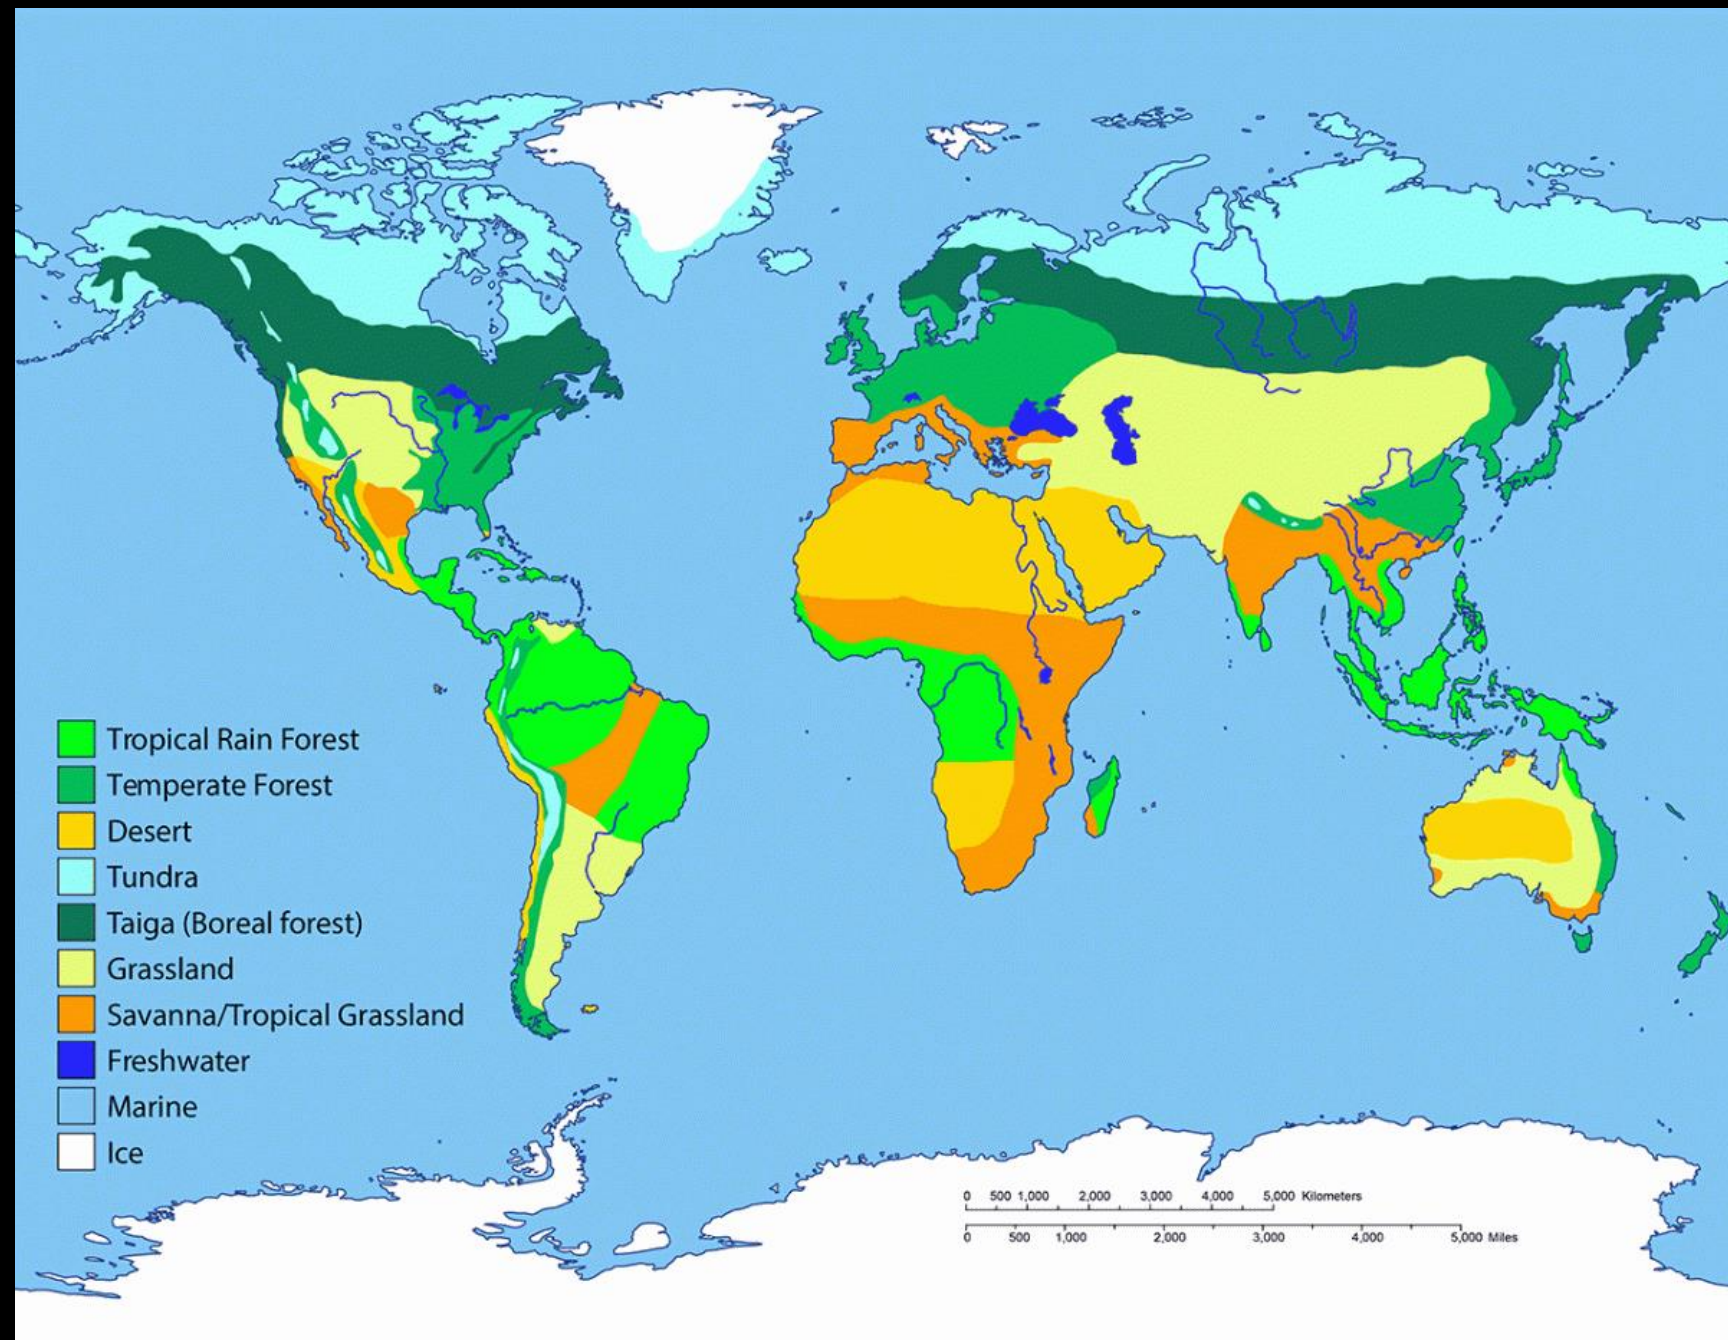 Tropical Rain Forest
Temperate Forest
Desert
Tundra
Taiga (Boreal forest)
Grassland
Savanna/Tropical Grassland
Freshwater
Marine
Ice
0 500 1,000 2,000 3,000 4,000 5,000 Kilometers
0 500 1,000 2,000 3,000 4,000 5,000 Miles